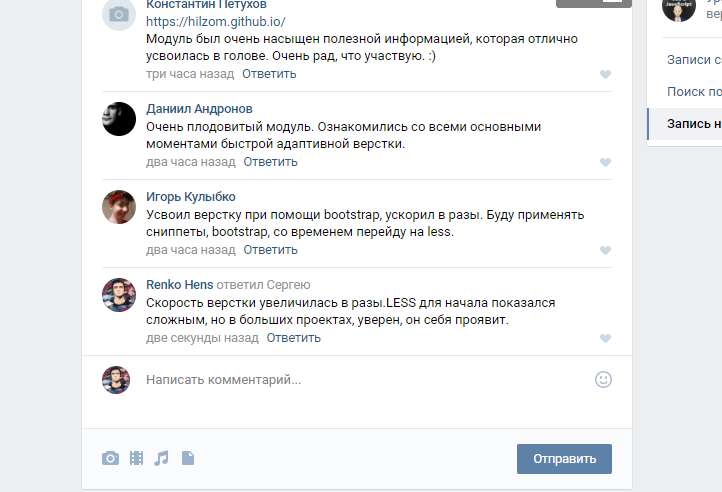 Константин Петухов
https://hilzom.github.io/
Модуль был очень насыщен полезной информацией, которая отлично
усвоилась в голове. Очень рад, что участвую. :)
три часа назад Ответить
Даниил Андронов
Очень плодовитый модуль. Ознакомились со всеми основными
моментами быстрой адаптивной верстки.
два часа назад Ответить
Игорь Кулыбко
Усвоил верстку при помощи bootstrap, ускорил в разы. Буду применять
сниппеты, bootstrap, со временем перейду на less.
два часа назад Ответить
Renko Hens ответил Сергею
Скорость верстки увеличилась в разы.LESS для начала показался
сложным, но в больших проектах, уверен, он себя проявит.
две секунды назад Ответить
Написать комментарий...
Отправить
JavaScript
вер
Записи с
Поиск по
Запись н